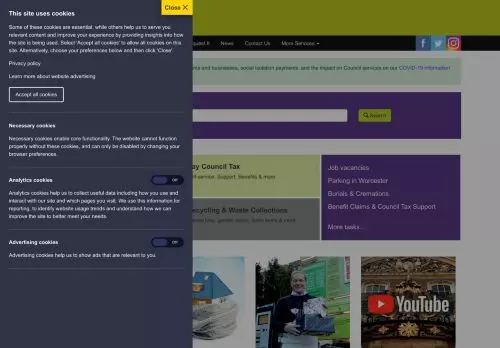 This site uses cookies
Close ✕
Some of these cookies are essential, while others help us to serve you
relevant content and improve your experience by providing insights into how
the site is being used. Select 'Accept all cookies' to allow all cookies on this
site. Alternatively, choose your preferences below and then click 'Close'.
Privacy policy
Learn more about website advertising
Accept all cookies
Necessary cookies
Necessary cookies enable core functionality. The website cannot function
properly without these cookies, and can only be disabled by changing your
browser preferences.
Analytics cookies
Off
Analytics cookies help us to collect useful data including how you use and
interact with our site and which pages you visit. We use this information for
reporting, to identify website usage trends and understand how we can
improve the site to better meet your needs.
Advertising cookies
Off
Advertising cookies help us to show ads that are relevant to you.
News
Contact Us
More Services
and businesses, social isolation payments, and the impact on Council services on our COVID-19 information
Search
Council Tax
Support, Benefits & more
Recycling & Waste Collections
Job vacancies
Parking in Worcester
Burials & Cremations
Benefit Claims & Council Tax Support
More tasks..
YouTube